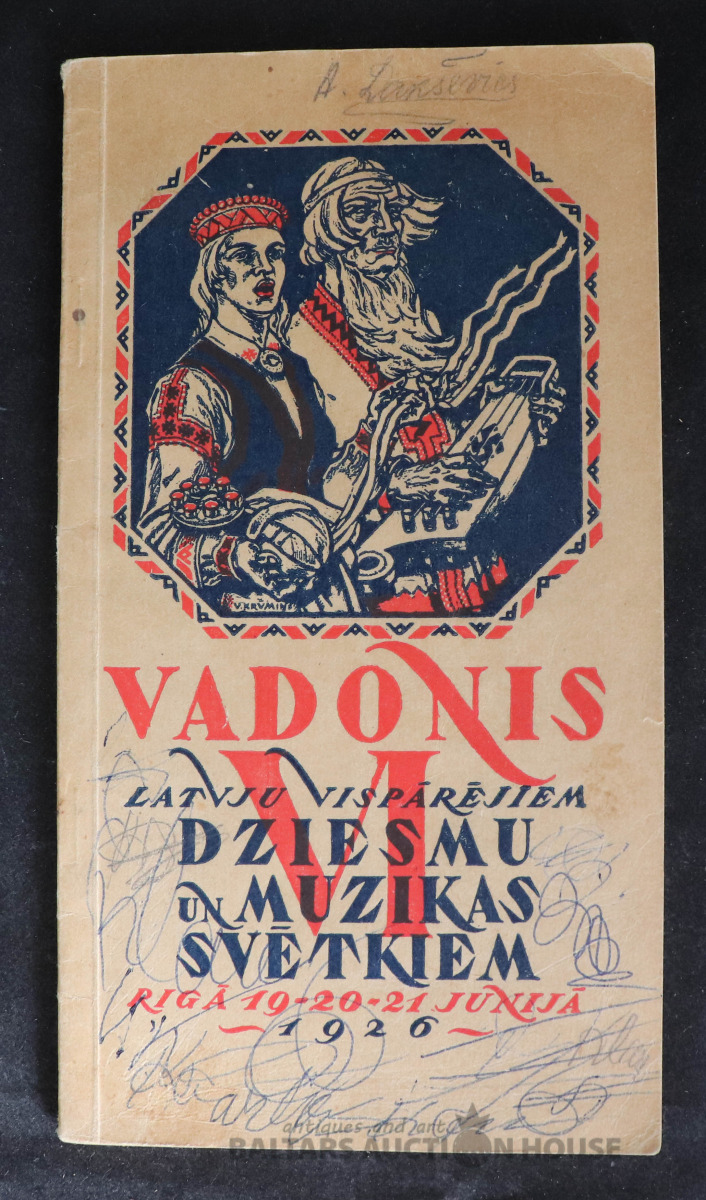 A. Lakševics
V. KRŪMIŅŠ
VADONIS
VI
LATVJU VISPĀRĒJIEM
DZIESMU
UN MUZIKAS
SVĒTKIEM
RIGĀ 19-20-21 JUNIJĀ
~ 1926 ~
antiques and art
BALTARS AUCTION HOUSE